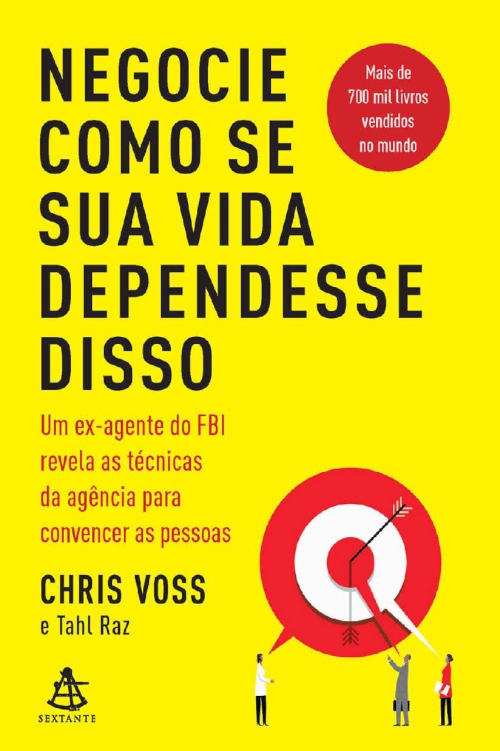 NEGOCIE
COMO SE
SUA VIDA
DEPENDESSE
DISSO
Mais de
700 mil livros
vendidos
no mundo
Um ex-agente do FBI
revela as técnicas
da agência para
convencer as pessoas
CHRIS VOSS
e Tahl Raz
SEXTANTE